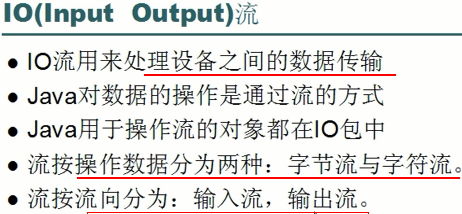 IO(Input Output)流
● IO流用来处理设备之间的数据传输
● Java对数据的操作是通过流的方式
● Java用于操作流的对象都在IO包中
● 流按操作数据分为两种：字节流与字符流。
● 流按流向分为：输入流，输出流。